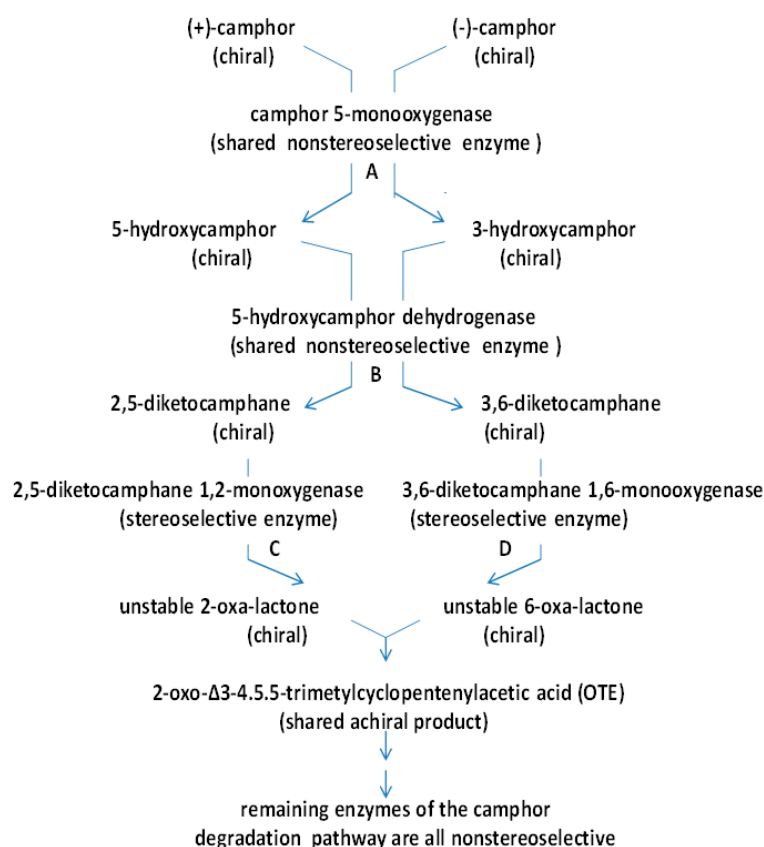 (+)-camphor (-)-camphor
(chiral) (chiral)
camphor 5-monooxygenase
(shared nonstereoselective enzyme )
A
5-hydroxycamphor 3-hydroxycamphor
(chiral) (chiral)
5-hydroxycamphor dehydrogenase
(shared nonstereoselective enzyme )
B
2,5-diketocamphane 3,6-diketocamphane
(chiral) (chiral)
2,5-diketocamphane 1,2-monoxygenase 3,6-diketocamphane 1,6-monooxygenase
(stereoselective enzyme) (stereoselective enzyme)
C D
unstable 2-oxa-lactone unstable 6-oxa-lactone
(chiral) (chiral)
2-oxo-Δ3-4.5.5-trimetylcyclopentenylacetic acid (OTE)
(shared achiral product)
remaining enzymes of the camphor
degradation pathway are all nonstereoselective